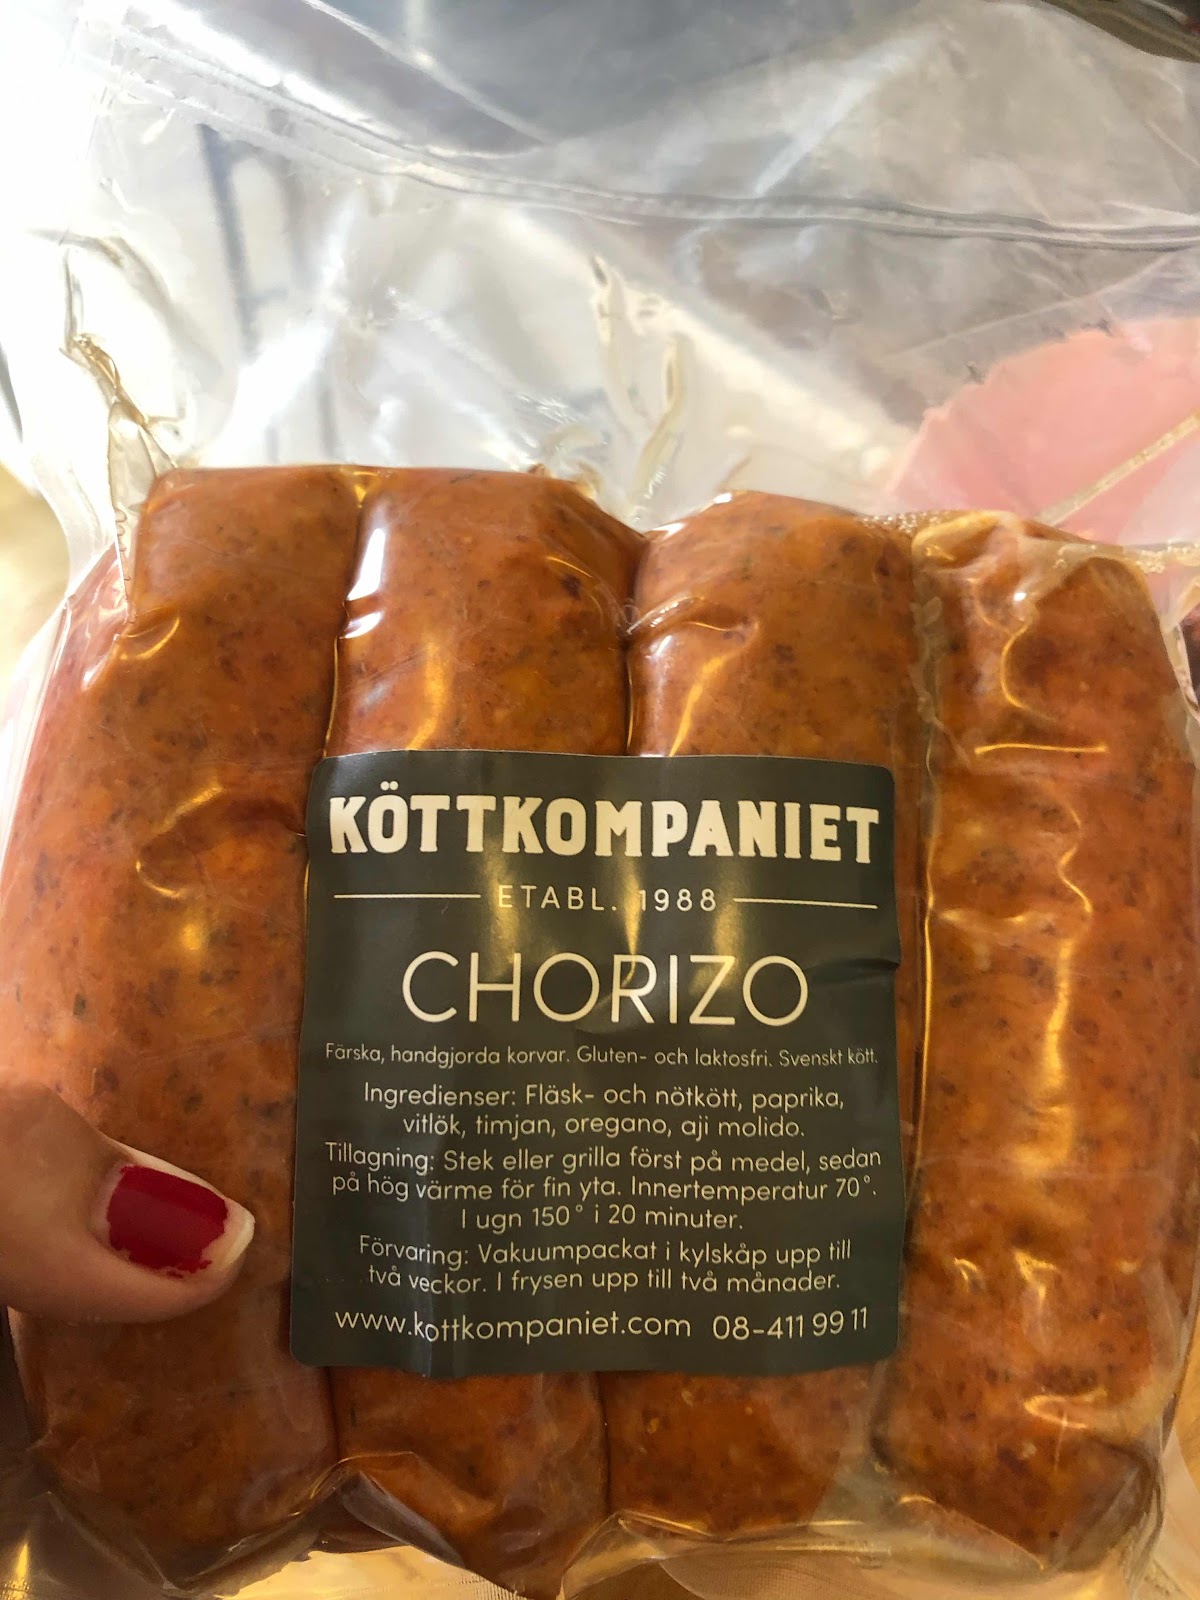 KÖTTKOMPANIET
ETABL. 1988
CHORIZO
Färska, handgjorda korvar. Gluten- och laktosfri. Svenskt kött.
Ingredienser: Fläsk- och nötkött, paprika,
vitlök, timjan, oregano, aji molido.
Tillagning: Stek eller grilla först på medel, sedan
på hög värme för fin yta. Innertemperatur 70°.
I ugn 150° i 20 minuter.
Förvaring: Vakuumpackat i kylskåp upp till
två veckor. I frysen upp till två månader.
www.kottkompaniet.com 08-411 99 11